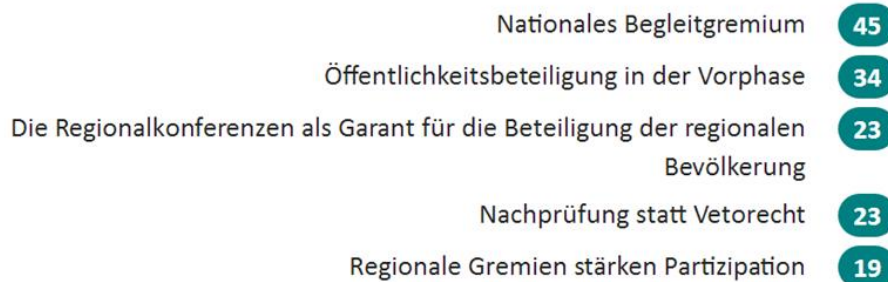 Nationales Begleitgremium 45
Öffentlichkeitsbeteiligung in der Vorphase 34
Die Regionalkonferenzen als Garant für die Beteiligung der regionalen 23
Bevölkerung
Nachprüfung statt Vetorecht 23
Regionale Gremien stärken Partizipation 19